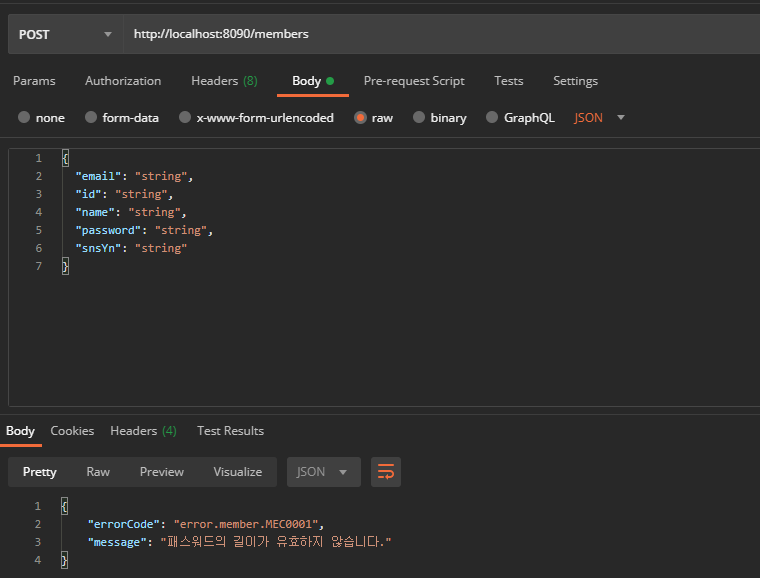 POST http://localhost:8090/members
Params Authorization Headers (8) Body Pre-request Script Tests Settings
none form-data x-www-form-urlencoded raw binary GraphQL JSON
1 {
2 "email": "string",
3 "id": "string",
4 "name": "string",
5 "password": "string",
6 "snsYn": "string"
7 }
Body Cookies Headers (4) Test Results
Pretty Raw Preview Visualize JSON
1 {
2 "errorCode": "error.member.MEC0001",
3 "message": "패스워드의 길이가 유효하지 않습니다."
4 }